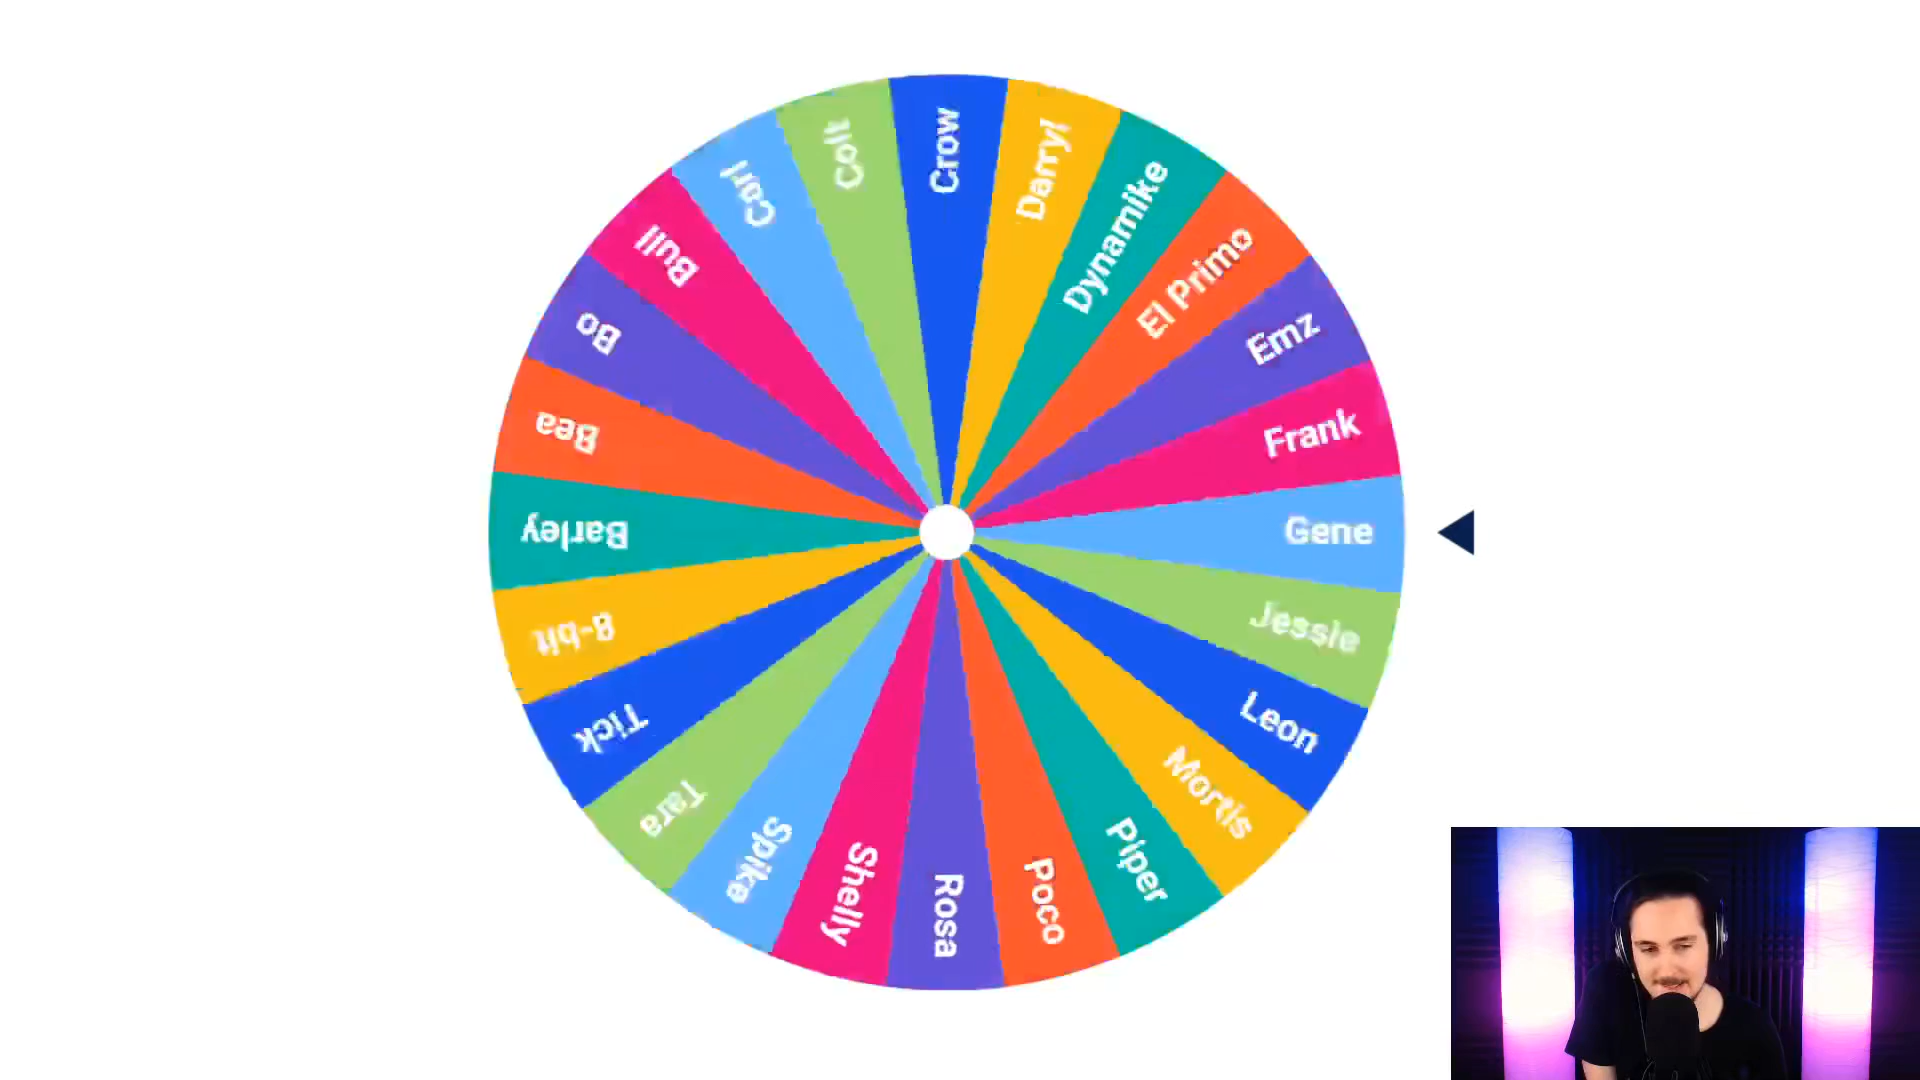 Crow
Darryl
Dynamike
El Primo
Emz
Frank
Gene
Jessie
Leon
Mortis
Piper
Poco
Rosa
Shelly
Spike
Tara
Tick
8-bit
Barley
Bea
Bo
Bull
Carl
Colt